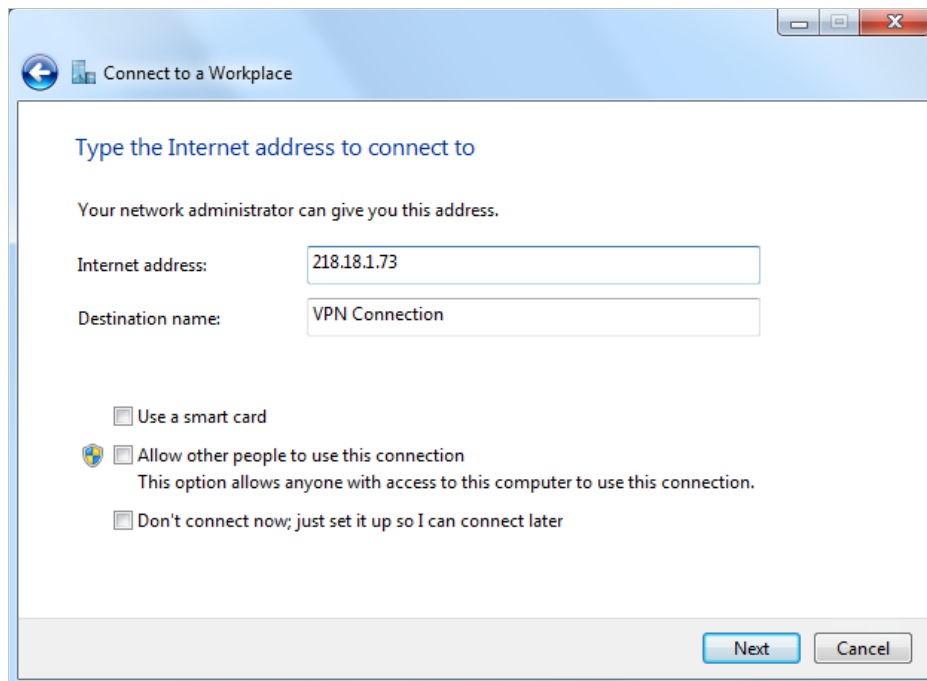 Connect to a Workplace
Type the Internet address to connect to
Your network administrator can give you this address.
Internet address: 218.18.1.73
Destination name: VPN Connection
Use a smart card
Allow other people to use this connection
This option allows anyone with access to this computer to use this connection.
Don't connect now; just set it up so I can connect later
Next Cancel